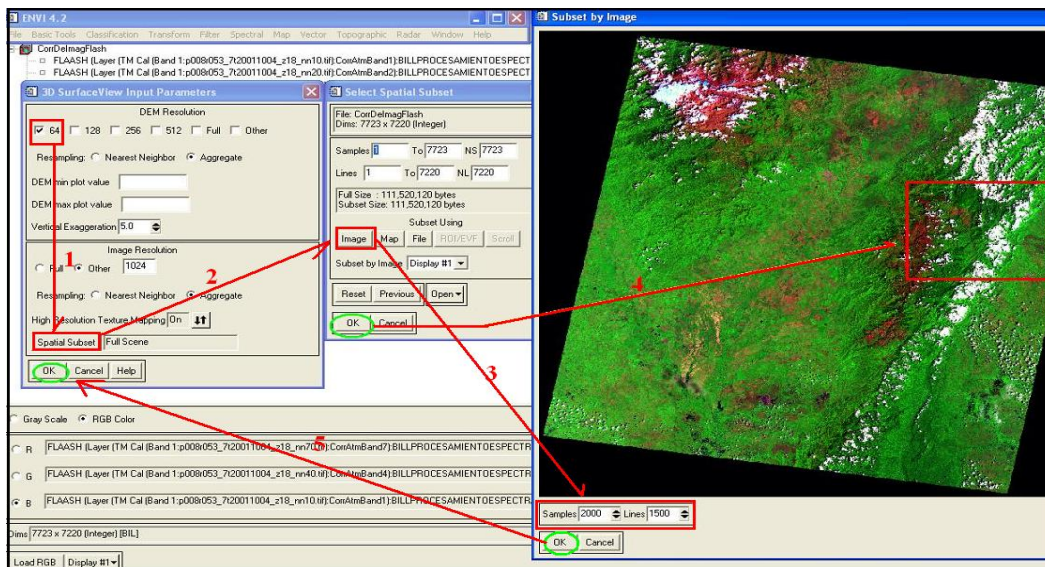 ENVI 4.2
File Basic Tools Classification Transform Filter Spectral Map Vector Topographic Radar Window Help
CorrDeImagFlash
FLAASH (Layer (TM Cal (Band 1:p008r053_7t20011004_z18_nn10.tif):CorrAtmBand1):BILLPROCESAMIENTOESPECT
FLAASH (Layer (TM Cal (Band 1:p008r053_7t20011004_z18_nn20.tif):CorrAtmBand2):BILLPROCESAMIENTOESPECT
3D SurfaceView Input Parameters
DEM Resolution
64 128 256 512 Full Other
Resampling: Nearest Neighbor Aggregate
DEM min plot value
DEM max plot value
Vertical Exaggeration 5.0
Image Resolution
1
Full Other 1024
Resampling: Nearest Neighbor Aggregate
High Resolution Texture Mapping On
Spatial Subset Full Scene
OK Cancel Help
2
Select Spatial Subset
File: CorrDeImagFlash
Dims: 7723 x 7220 (Integer)
Samples 1 To 7723 NS 7723
Lines 1 To 7220 NL 7220
Full Size : 111,520,120 bytes
Subset Size: 111,520,120 bytes
Subset Using
Image Map File ROI/EVF Scroll
Subset by Image Display #1
Reset Previous Open
OK Cancel
3
4
5
Subset by Image
Samples 2000 Lines 1500
OK Cancel
Gray Scale RGB Color
R FLAASH (Layer (TM Cal (Band 1:p008r053_7t20011004_z18_nn70.tif):CorrAtmBand7):BILLPROCESAMIENTOESPECTR
G FLAASH (Layer (TM Cal (Band 1:p008r053_7t20011004_z18_nn40.tif):CorrAtmBand4):BILLPROCESAMIENTOESPECTR
B FLAASH (Layer (TM Cal (Band 1:p008r053_7t20011004_z18_nn10.tif):CorrAtmBand1):BILLPROCESAMIENTOESPECTR
Dims 7723 x 7220 (Integer) [BIL]
Load RGB Display #1